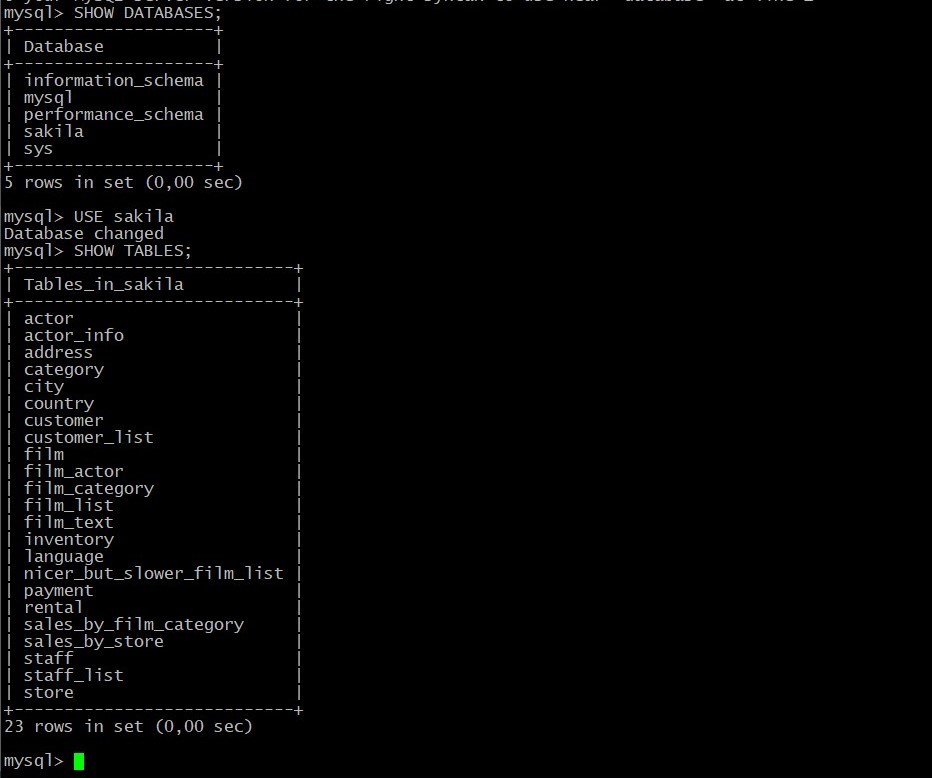 mysql> SHOW DATABASES;
+--------------------+
| Database           |
+--------------------+
| information_schema |
| mysql              |
| performance_schema |
| sakila             |
| sys                |
+--------------------+
5 rows in set (0,00 sec)
mysql> USE sakila
Database changed
mysql> SHOW TABLES;
+----------------------------+
| Tables_in_sakila           |
+----------------------------+
| actor                      |
| actor_info                 |
| address                    |
| category                   |
| city                       |
| country                    |
| customer                   |
| customer_list              |
| film                       |
| film_actor                 |
| film_category              |
| film_list                  |
| film_text                  |
| inventory                  |
| language                   |
| nicer_but_slower_film_list |
| payment                    |
| rental                     |
| sales_by_film_category     |
| sales_by_store             |
| staff                      |
| staff_list                 |
| store                      |
+----------------------------+
23 rows in set (0,00 sec)
mysql>